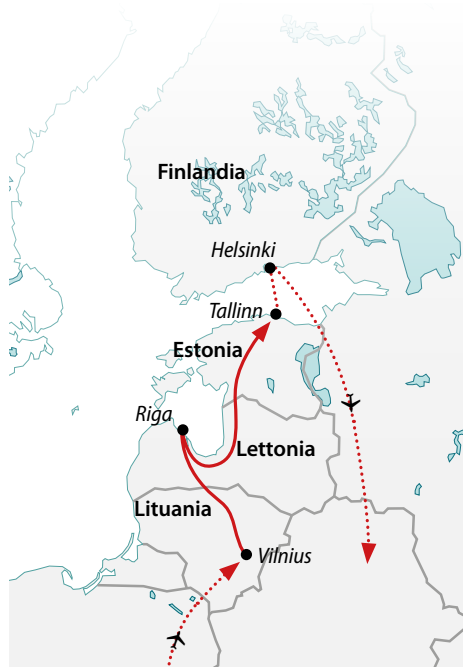 Finlandia
Helsinki
Tallinn
Estonia
Riga
Lettonia
Lituania
Vilnius